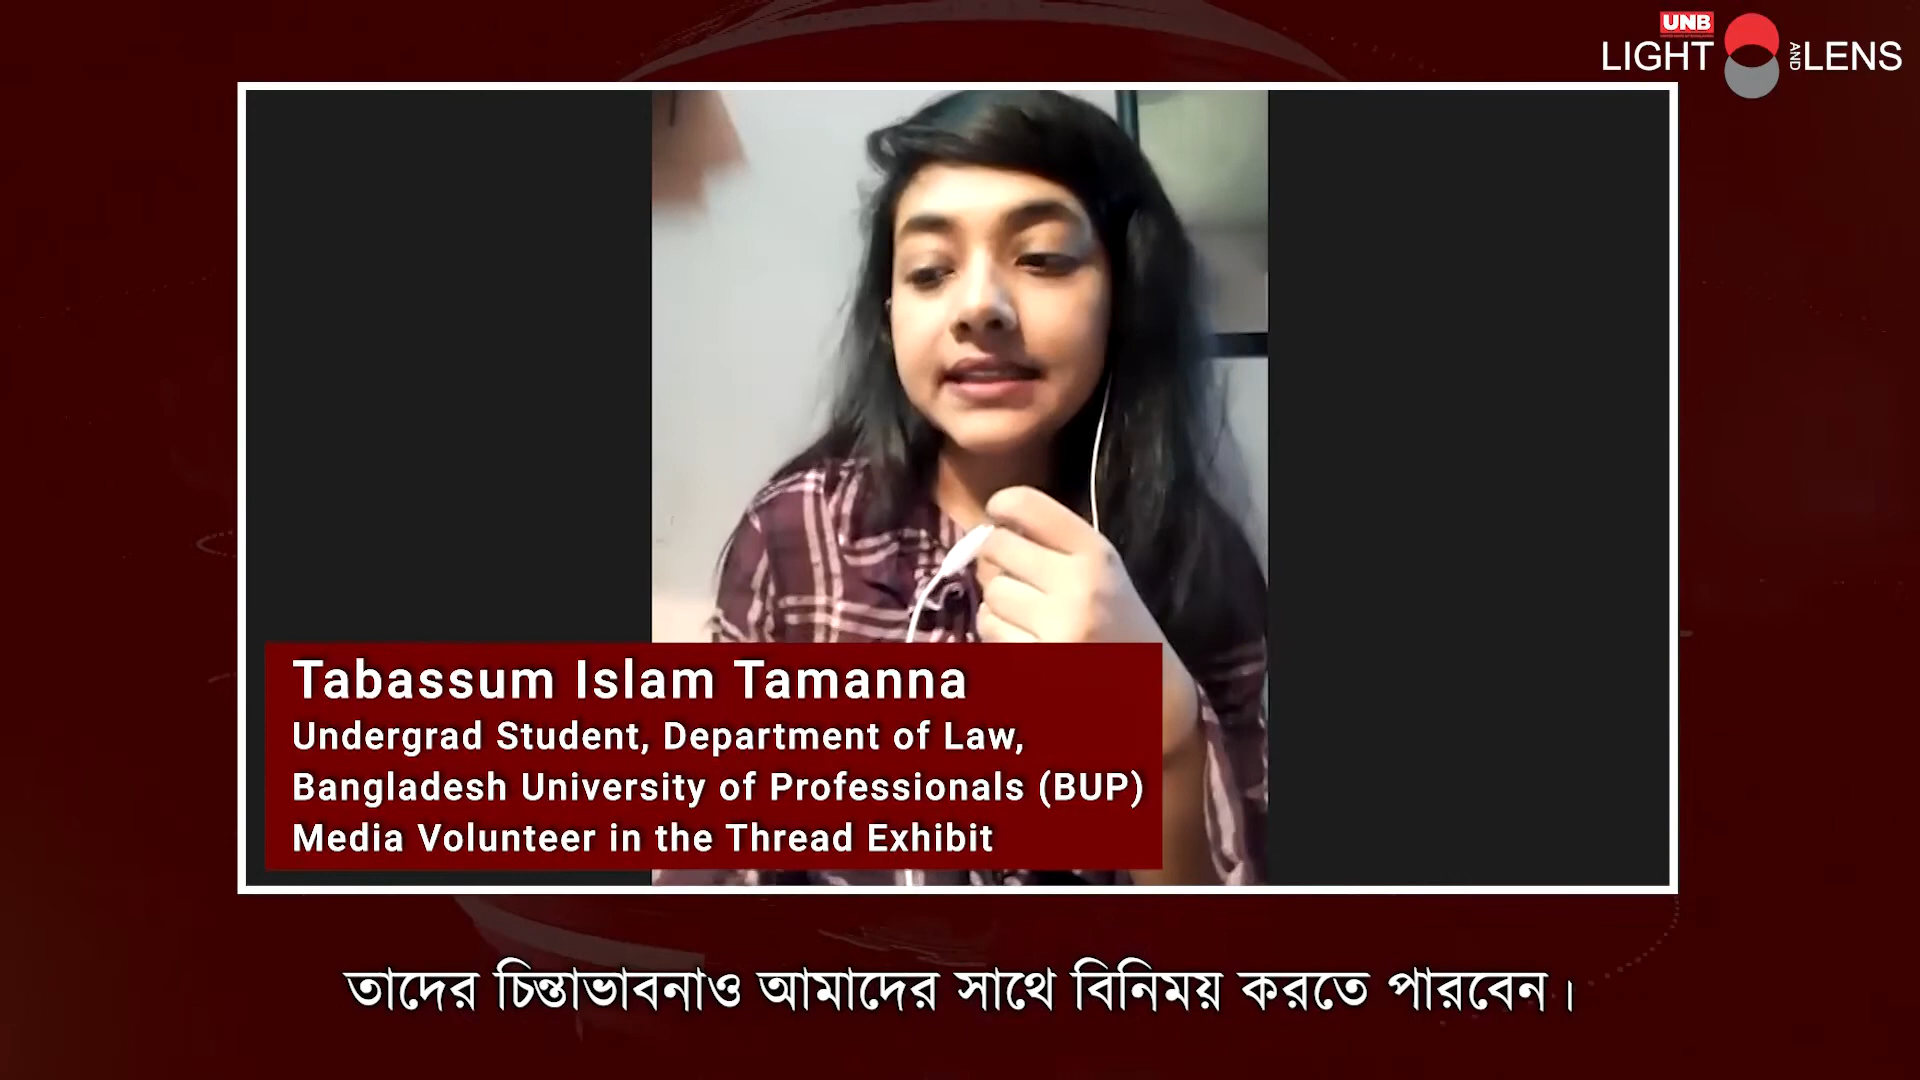 UNB
LIGHT AND LENS
Tabassum Islam Tamanna
Undergrad Student, Department of Law,
Bangladesh University of Professionals (BUP)
Media Volunteer in the Thread Exhibit
তাদের চিন্তাভাবনাও আমাদের সাথে বিনিময় করতে পারবেন।